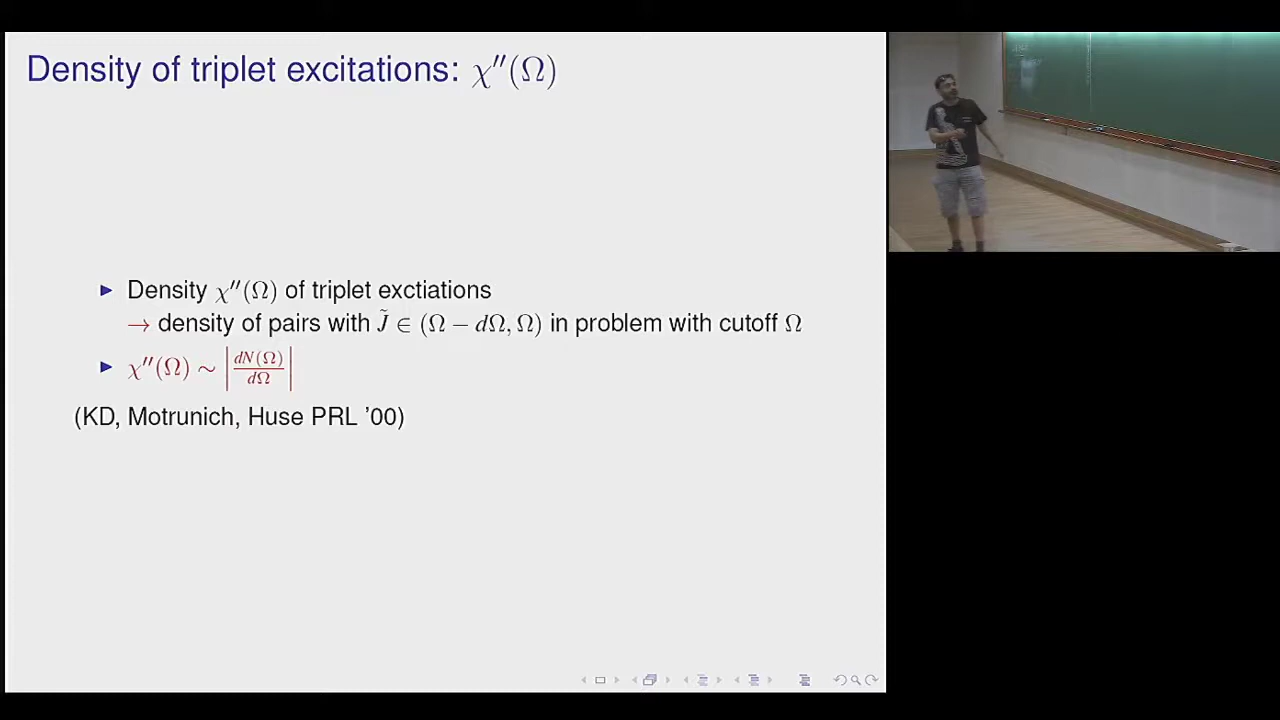 Density of triplet excitations: χ′′(Ω)
▶ Density χ′′(Ω) of triplet exctiations
→ density of pairs with J̃ ∈ (Ω − dΩ, Ω) in problem with cutoff Ω
▶ χ′′(Ω) ∼ |dN(Ω)/dΩ|
(KD, Motrunich, Huse PRL ’00)